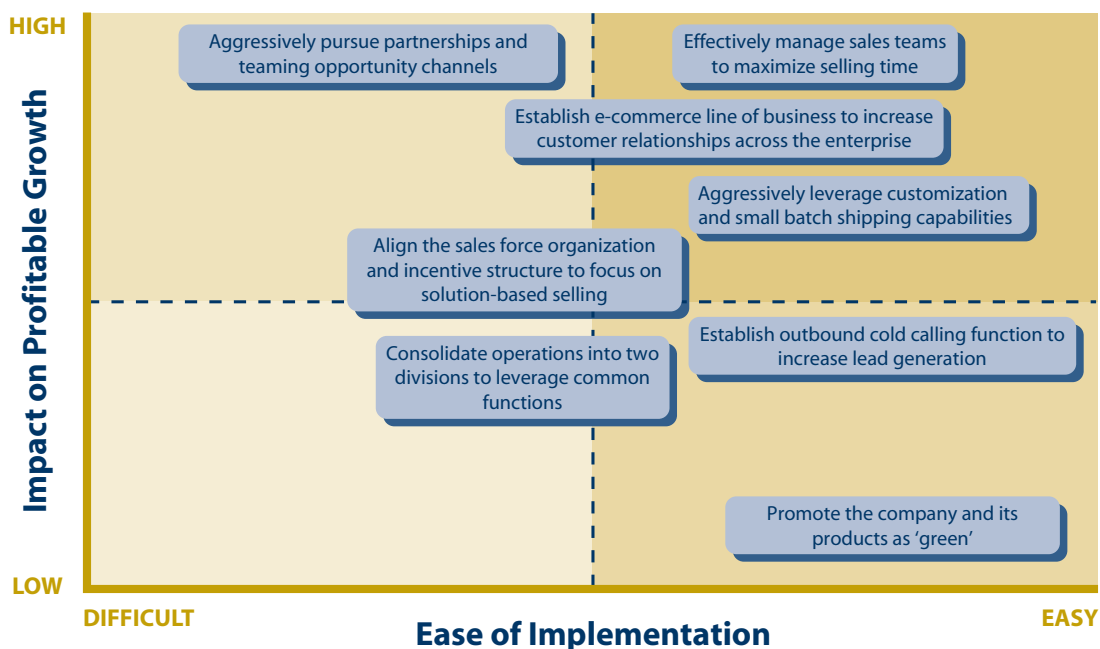 HIGH
Aggressively pursue partnerships and
teaming opportunity channels
Effectively manage sales teams
to maximize selling time
Establish e-commerce line of business to increase
customer relationships across the enterprise
Aggressively leverage customization
and small batch shipping capabilities
Align the sales force organization
and incentive structure to focus on
solution-based selling
Establish outbound cold calling function to
increase lead generation
Consolidate operations into two
divisions to leverage common
functions
Promote the company and its
products as ‘green’
Impact on Profitable Growth
LOW
DIFFICULT
EASY
Ease of Implementation